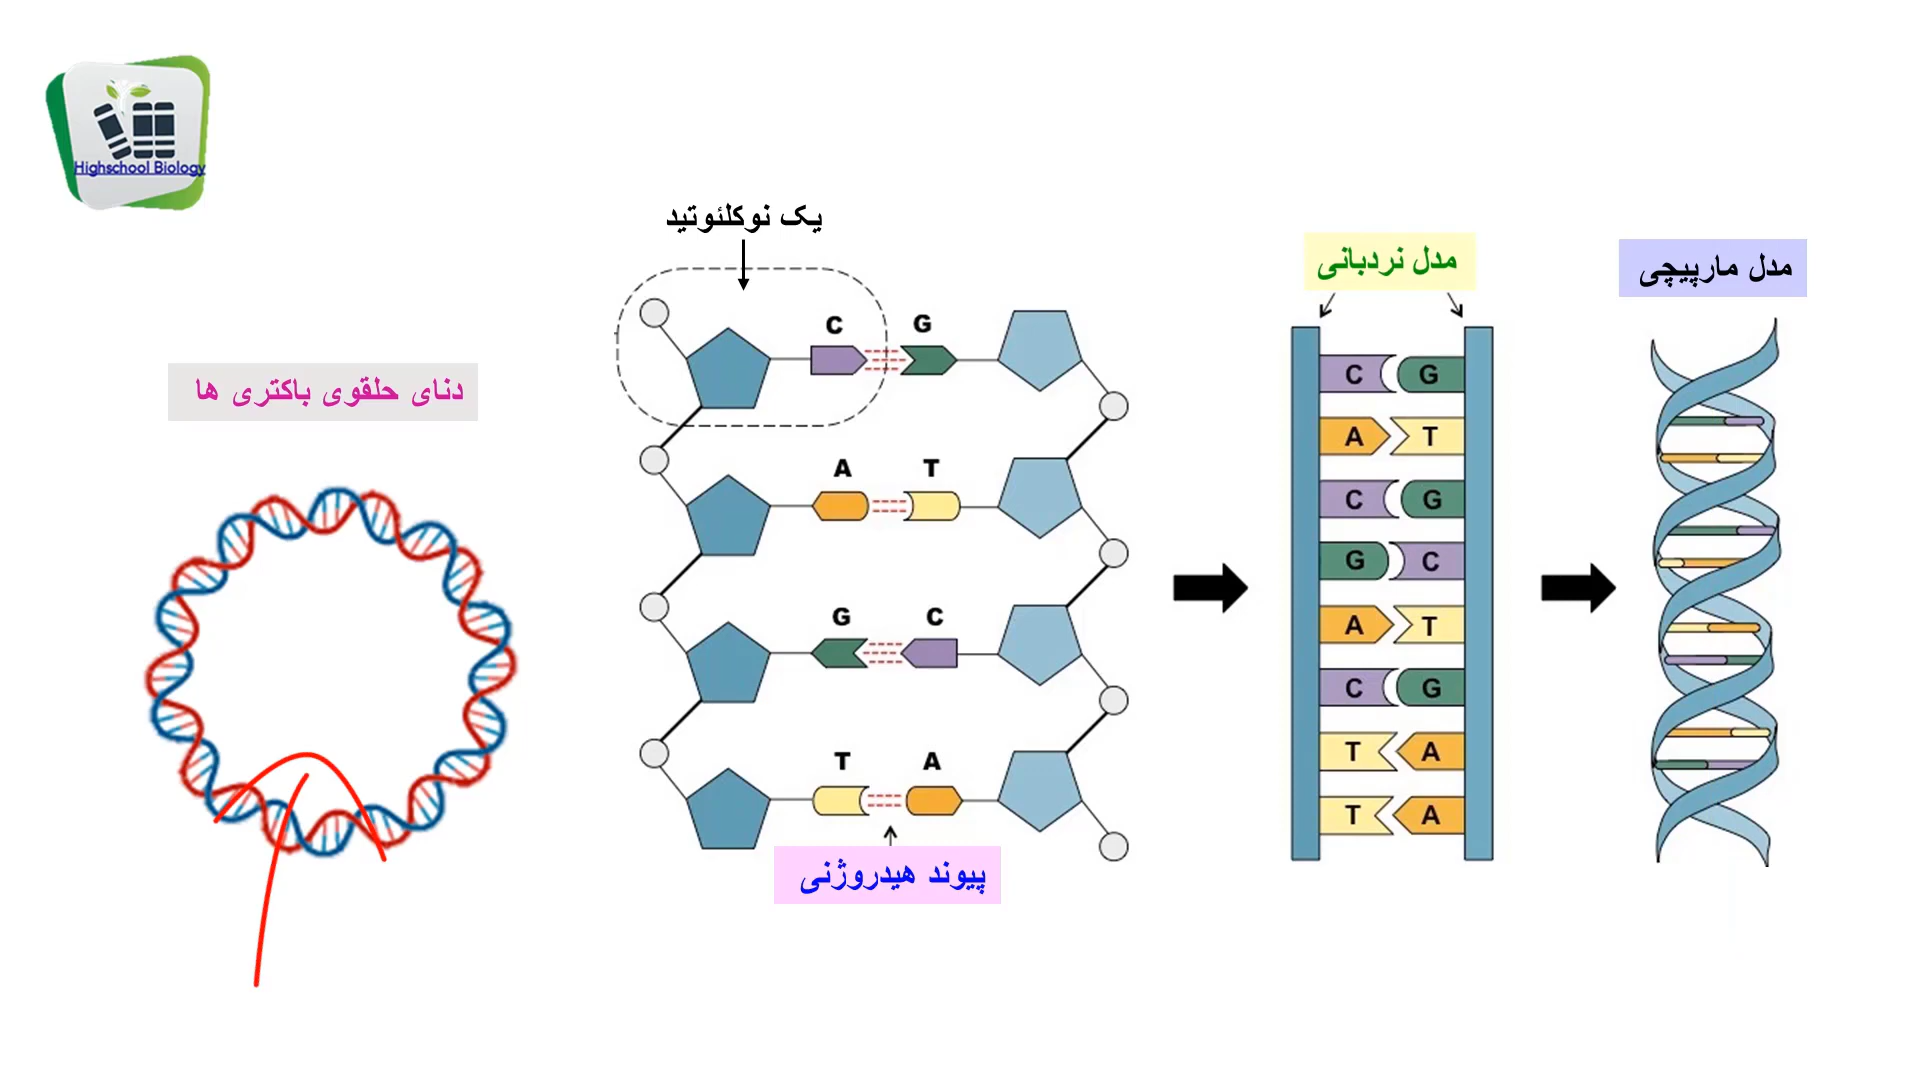 Highschool Biology
یک نوکلئوتید
مدل نردبانی
مدل مارپیچی
دنای حلقوی باکتری ها
C G
A T
G C
T A
پیوند هیدروژنی
C G
A T
C G
G C
A T
C G
T A
T A